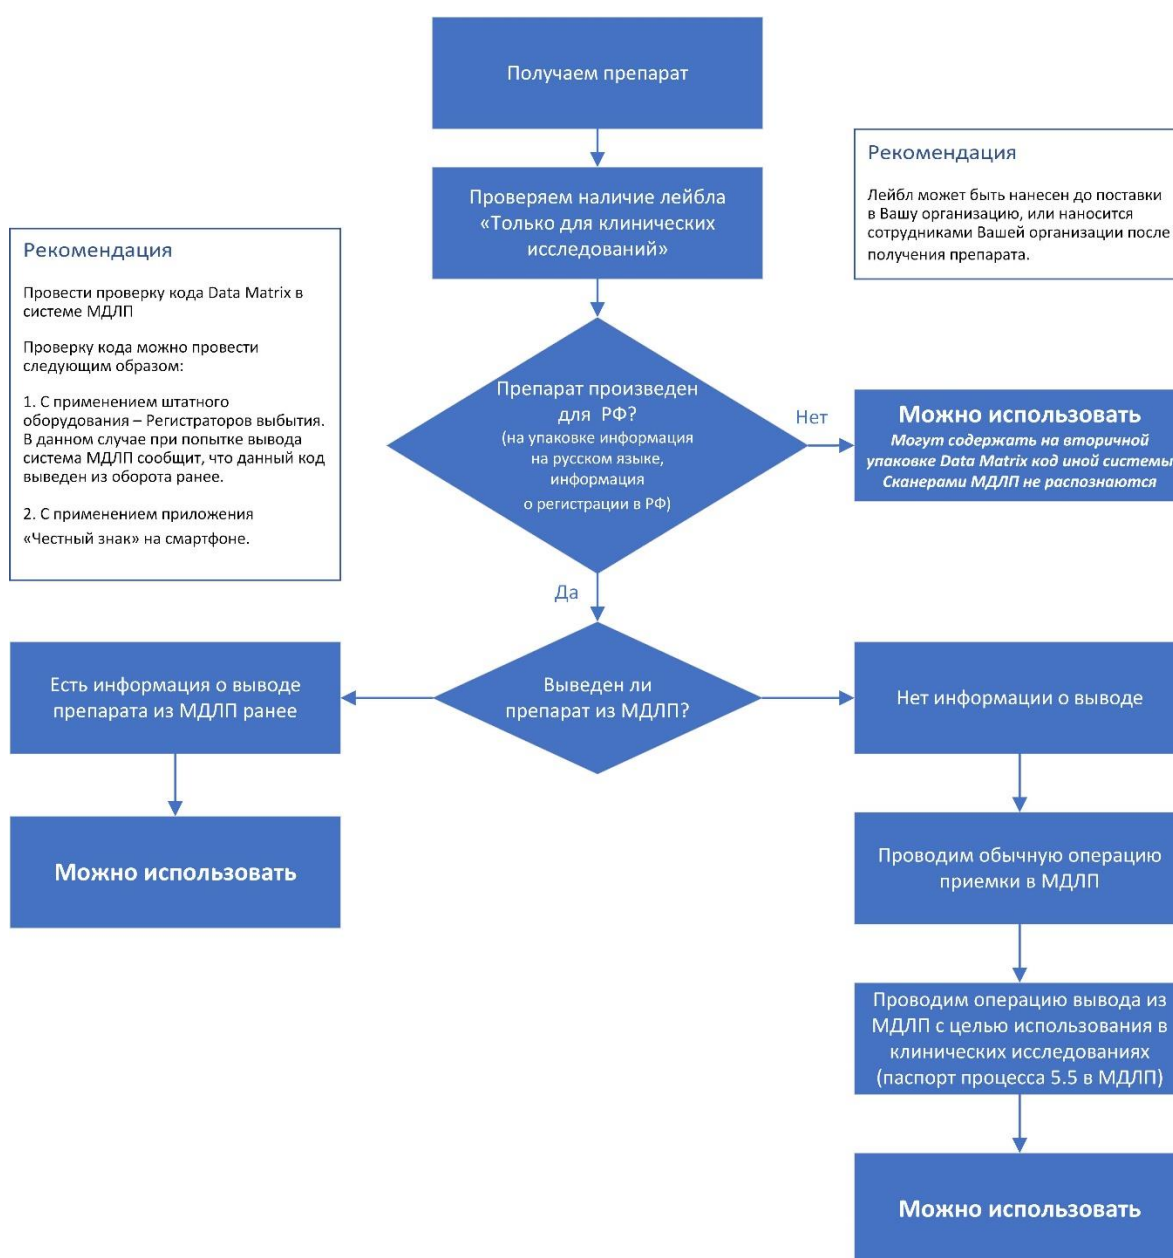 Получаем препарат
Проверяем наличие лейбла
«Только для клинических
исследований»
Рекомендация
Лейбл может быть нанесен до поставки
в Вашу организацию, или наносится
сотрудниками Вашей организации после
получения препарата.
Рекомендация
Провести проверку кода Data Matrix в
системе МДЛП
Проверку кода можно провести
следующим образом:
1. С применением штатного
оборудования – Регистраторов выбытия.
В данном случае при попытке вывода
система МДЛП сообщит, что данный код
выведен из оборота ранее.
2. С применением приложения
«Честный знак» на смартфоне.
Препарат произведен
для РФ?
(на упаковке информация
на русском языке,
информация
о регистрации в РФ)
Нет
Можно использовать
Могут содержать на вторичной
упаковке Data Matrix код иной системы
Сканерами МДЛП не распознаются
Да
Выведен ли
препарат из МДЛП?
Есть информация о выводе
препарата из МДЛП ранее
Можно использовать
Нет информации о выводе
Проводим обычную операцию
приемки в МДЛП
Проводим операцию вывода из
МДЛП с целью использования в
клинических исследованиях
(паспорт процесса 5.5 в МДЛП)
Можно использовать